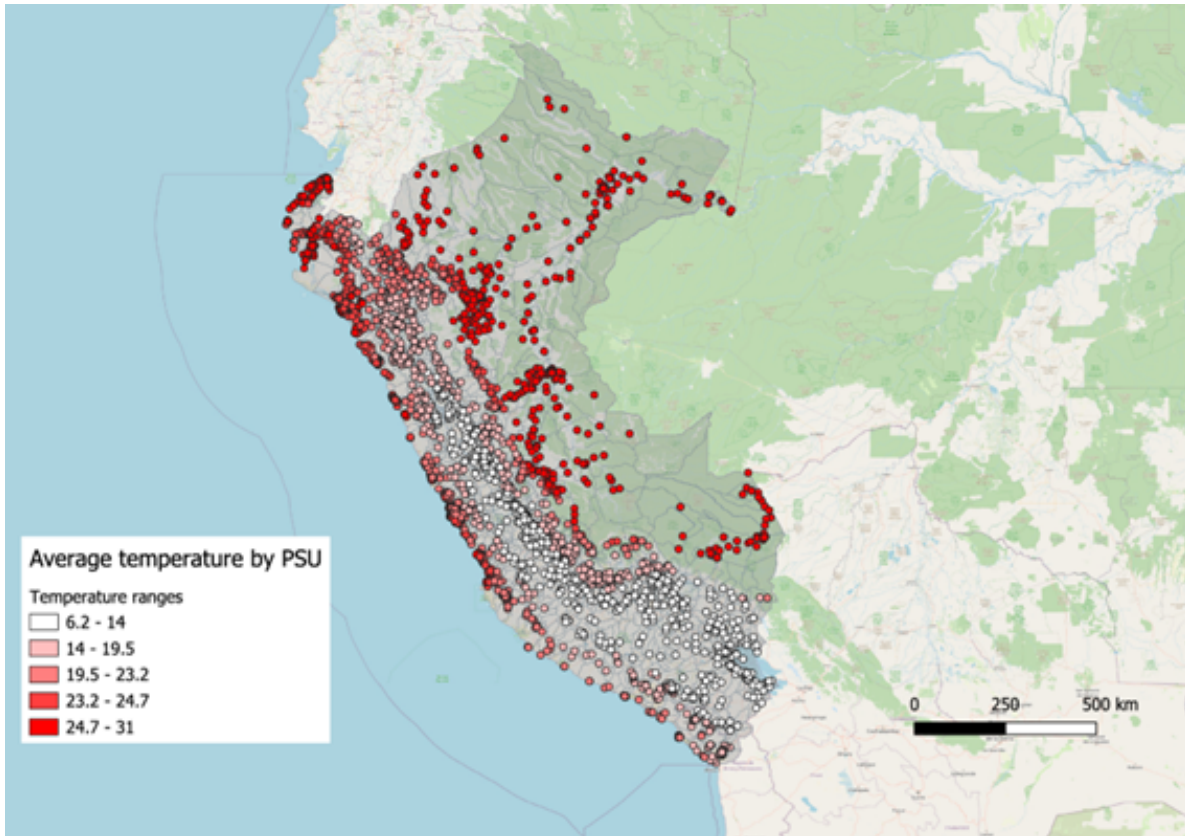 Average temperature by PSU
Temperature ranges
6.2 - 14
14 - 19.5
19.5 - 23.2
23.2 - 24.7
24.7 - 31
0 250 500 km